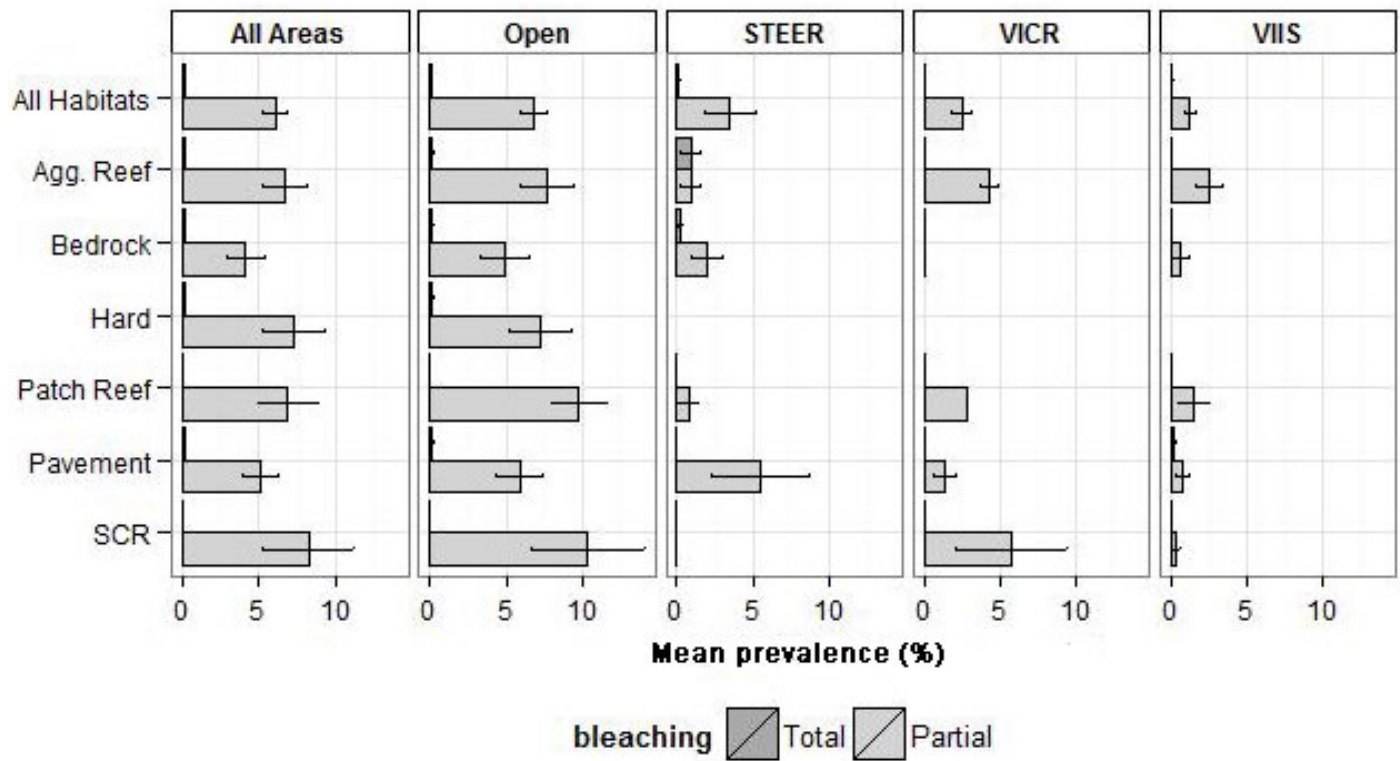 All Areas Open STEER VICR VIIS
All Habitats
Agg. Reef
Bedrock
Hard
Patch Reef
Pavement
SCR
0 5 10 0 5 10 0 5 10 0 5 10 0 5 10
Mean prevalence (%)
bleaching Total Partial